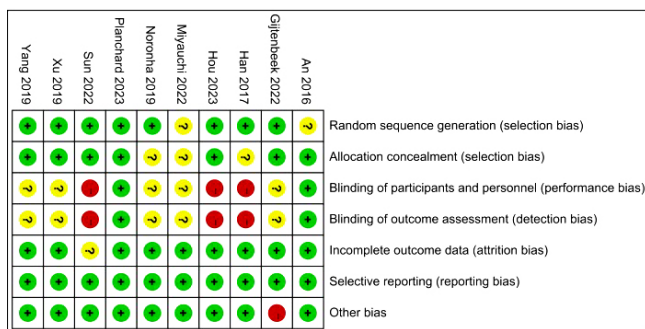 Yang 2019
Xu 2019
Sun 2022
Planchard 2023
Noronha 2019
Miyauchi 2022
Hou 2023
Han 2017
Gijtenbeek 2022
An 2016
+ + + + + ? + + + ? Random sequence generation (selection bias)
+ + + + ? ? + ? + + Allocation concealment (selection bias)
? ? - + ? ? - - ? + Blinding of participants and personnel (performance bias)
? ? - + ? ? - - ? + Blinding of outcome assessment (detection bias)
+ + ? + + + + + + + Incomplete outcome data (attrition bias)
+ + + + + + + + + + Selective reporting (reporting bias)
+ + + + + + + + - + Other bias